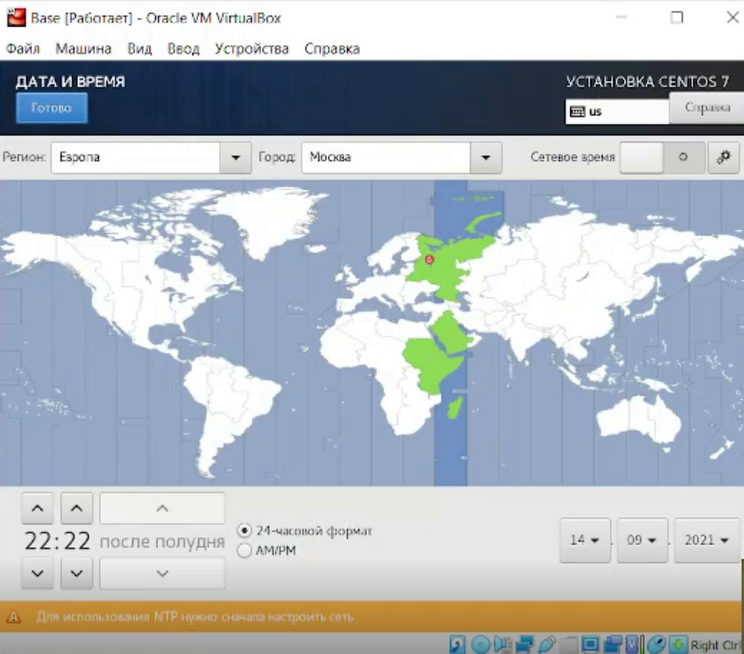 Base [Работает] - Oracle VM VirtualBox
Файл Машина Вид Ввод Устройства Справка
ДАТА И ВРЕМЯ
УСТАНОВКА CENTOS 7
Готово
us
Справка
Регион: Европа Город: Москва Сетевое время
22:22 после полудня
24-часовой формат
AM/PM
14 . 09 . 2021
Для использования NTP нужно сначала настроить сеть
Right Ctrl